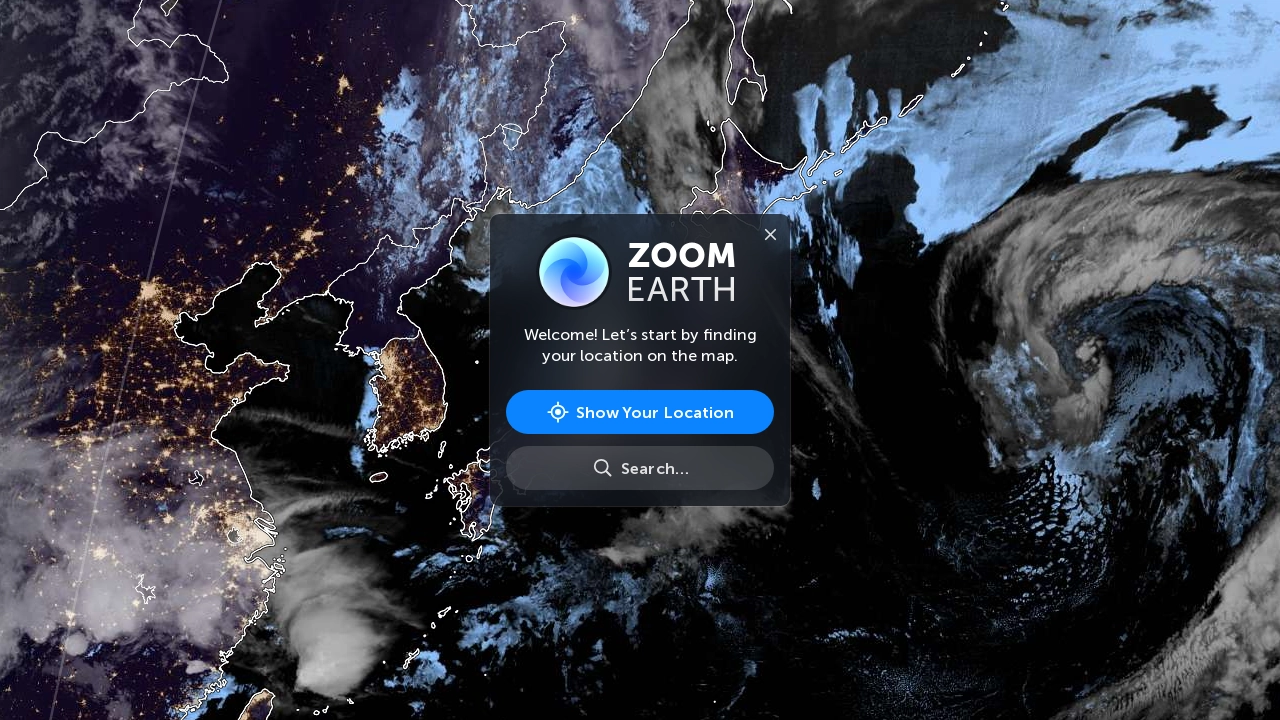 ZOOM
EARTH
Welcome! Let’s start by finding
your location on the map.
Show Your Location
Search…